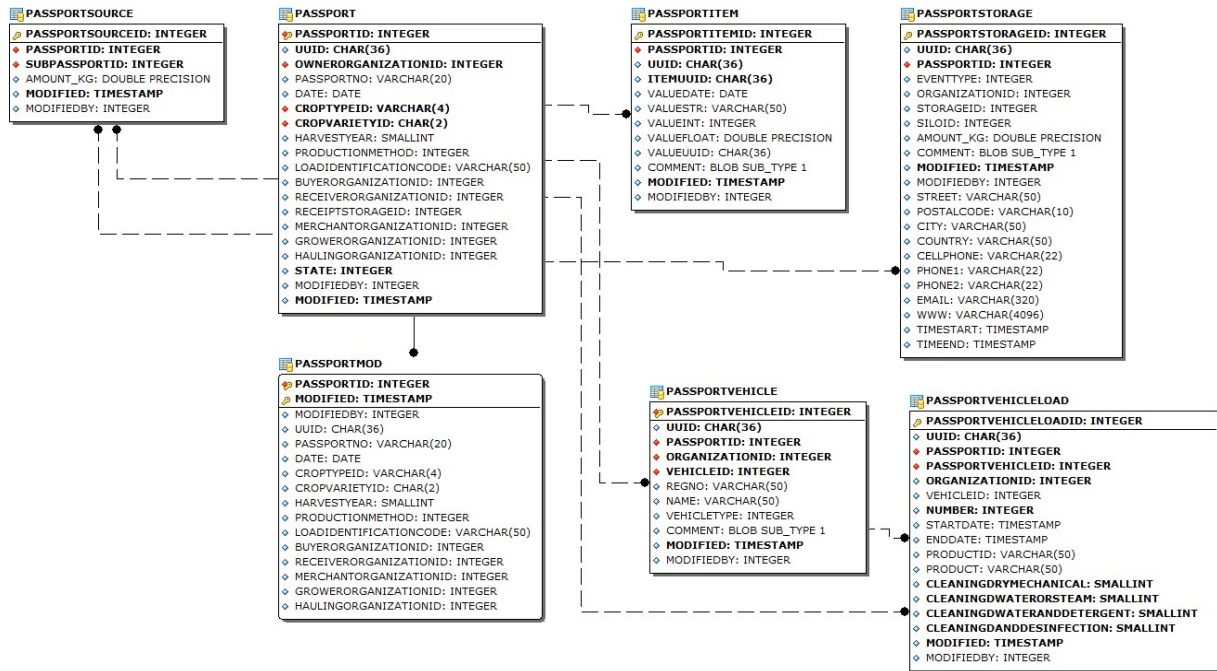 PASSPORTSOURCE
PASSPORTSOURCEID: INTEGER
PASSPORTID: INTEGER
SUBPASSPORTID: INTEGER
AMOUNT_KG: DOUBLE PRECISION
MODIFIED: TIMESTAMP
MODIFIEDBY: INTEGER
PASSPORT
PASSPORTID: INTEGER
UUID: CHAR(36)
OWNERORGANIZATIONID: INTEGER
PASSPORTNO: VARCHAR(20)
DATE: DATE
CROPTYPEID: VARCHAR(4)
CROPVARIETYID: CHAR(2)
HARVESTYEAR: SMALLINT
PRODUCTIONMETHOD: INTEGER
LOADIDENTIFICATIONCODE: VARCHAR(50)
BUYERORGANIZATIONID: INTEGER
RECEIVERORGANIZATIONID: INTEGER
RECEIPTSTORAGEID: INTEGER
MERCHANTORGANIZATIONID: INTEGER
GROWERORGANIZATIONID: INTEGER
HAULINGORGANIZATIONID: INTEGER
STATE: INTEGER
MODIFIEDBY: INTEGER
MODIFIED: TIMESTAMP
PASSPORTITEM
PASSPORTITEMID: INTEGER
PASSPORTID: INTEGER
UUID: CHAR(36)
ITEMUUID: CHAR(36)
VALUEDATE: DATE
VALUESTR: VARCHAR(50)
VALUEINT: INTEGER
VALUEFLOAT: DOUBLE PRECISION
VALUEUUID: CHAR(36)
COMMENT: BLOB SUB_TYPE 1
MODIFIED: TIMESTAMP
MODIFIEDBY: INTEGER
PASSPORTSTORAGE
PASSPORTSTORAGEID: INTEGER
UUID: CHAR(36)
PASSPORTID: INTEGER
EVENTTYPE: INTEGER
ORGANIZATIONID: INTEGER
STORAGEID: INTEGER
SILOID: INTEGER
AMOUNT_KG: DOUBLE PRECISION
COMMENT: BLOB SUB_TYPE 1
MODIFIED: TIMESTAMP
MODIFIEDBY: INTEGER
STREET: VARCHAR(50)
POSTALCODE: VARCHAR(10)
CITY: VARCHAR(50)
COUNTRY: VARCHAR(50)
CELLPHONE: VARCHAR(22)
PHONE1: VARCHAR(22)
PHONE2: VARCHAR(22)
EMAIL: VARCHAR(320)
WWW: VARCHAR(4096)
TIMESTART: TIMESTAMP
TIMEEND: TIMESTAMP
PASSPORTMOD
PASSPORTID: INTEGER
MODIFIED: TIMESTAMP
MODIFIEDBY: INTEGER
UUID: CHAR(36)
PASSPORTNO: VARCHAR(20)
DATE: DATE
CROPTYPEID: VARCHAR(4)
CROPVARIETYID: CHAR(2)
HARVESTYEAR: SMALLINT
PRODUCTIONMETHOD: INTEGER
LOADIDENTIFICATIONCODE: VARCHAR(50)
BUYERORGANIZATIONID: INTEGER
RECEIVERORGANIZATIONID: INTEGER
MERCHANTORGANIZATIONID: INTEGER
GROWERORGANIZATIONID: INTEGER
HAULINGORGANIZATIONID: INTEGER
PASSPORTVEHICLE
PASSPORTVEHICLEID: INTEGER
UUID: CHAR(36)
PASSPORTID: INTEGER
ORGANIZATIONID: INTEGER
VEHICLEID: INTEGER
REGNO: VARCHAR(50)
NAME: VARCHAR(50)
VEHICLETYPE: INTEGER
COMMENT: BLOB SUB_TYPE 1
MODIFIED: TIMESTAMP
MODIFIEDBY: INTEGER
PASSPORTVEHICLELOAD
PASSPORTVEHICLELOADID: INTEGER
UUID: CHAR(36)
PASSPORTID: INTEGER
PASSPORTVEHICLEID: INTEGER
ORGANIZATIONID: INTEGER
VEHICLEID: INTEGER
NUMBER: INTEGER
STARTDATE: TIMESTAMP
ENDDATE: TIMESTAMP
PRODUCTID: VARCHAR(50)
PRODUCT: VARCHAR(50)
CLEANINGDRYMECHANICAL: SMALLINT
CLEANINGDWATERORSTEAM: SMALLINT
CLEANINGDWATERANDDETERGENT: SMALLINT
CLEANINGDANDDESINFECTION: SMALLINT
MODIFIED: TIMESTAMP
MODIFIEDBY: INTEGER